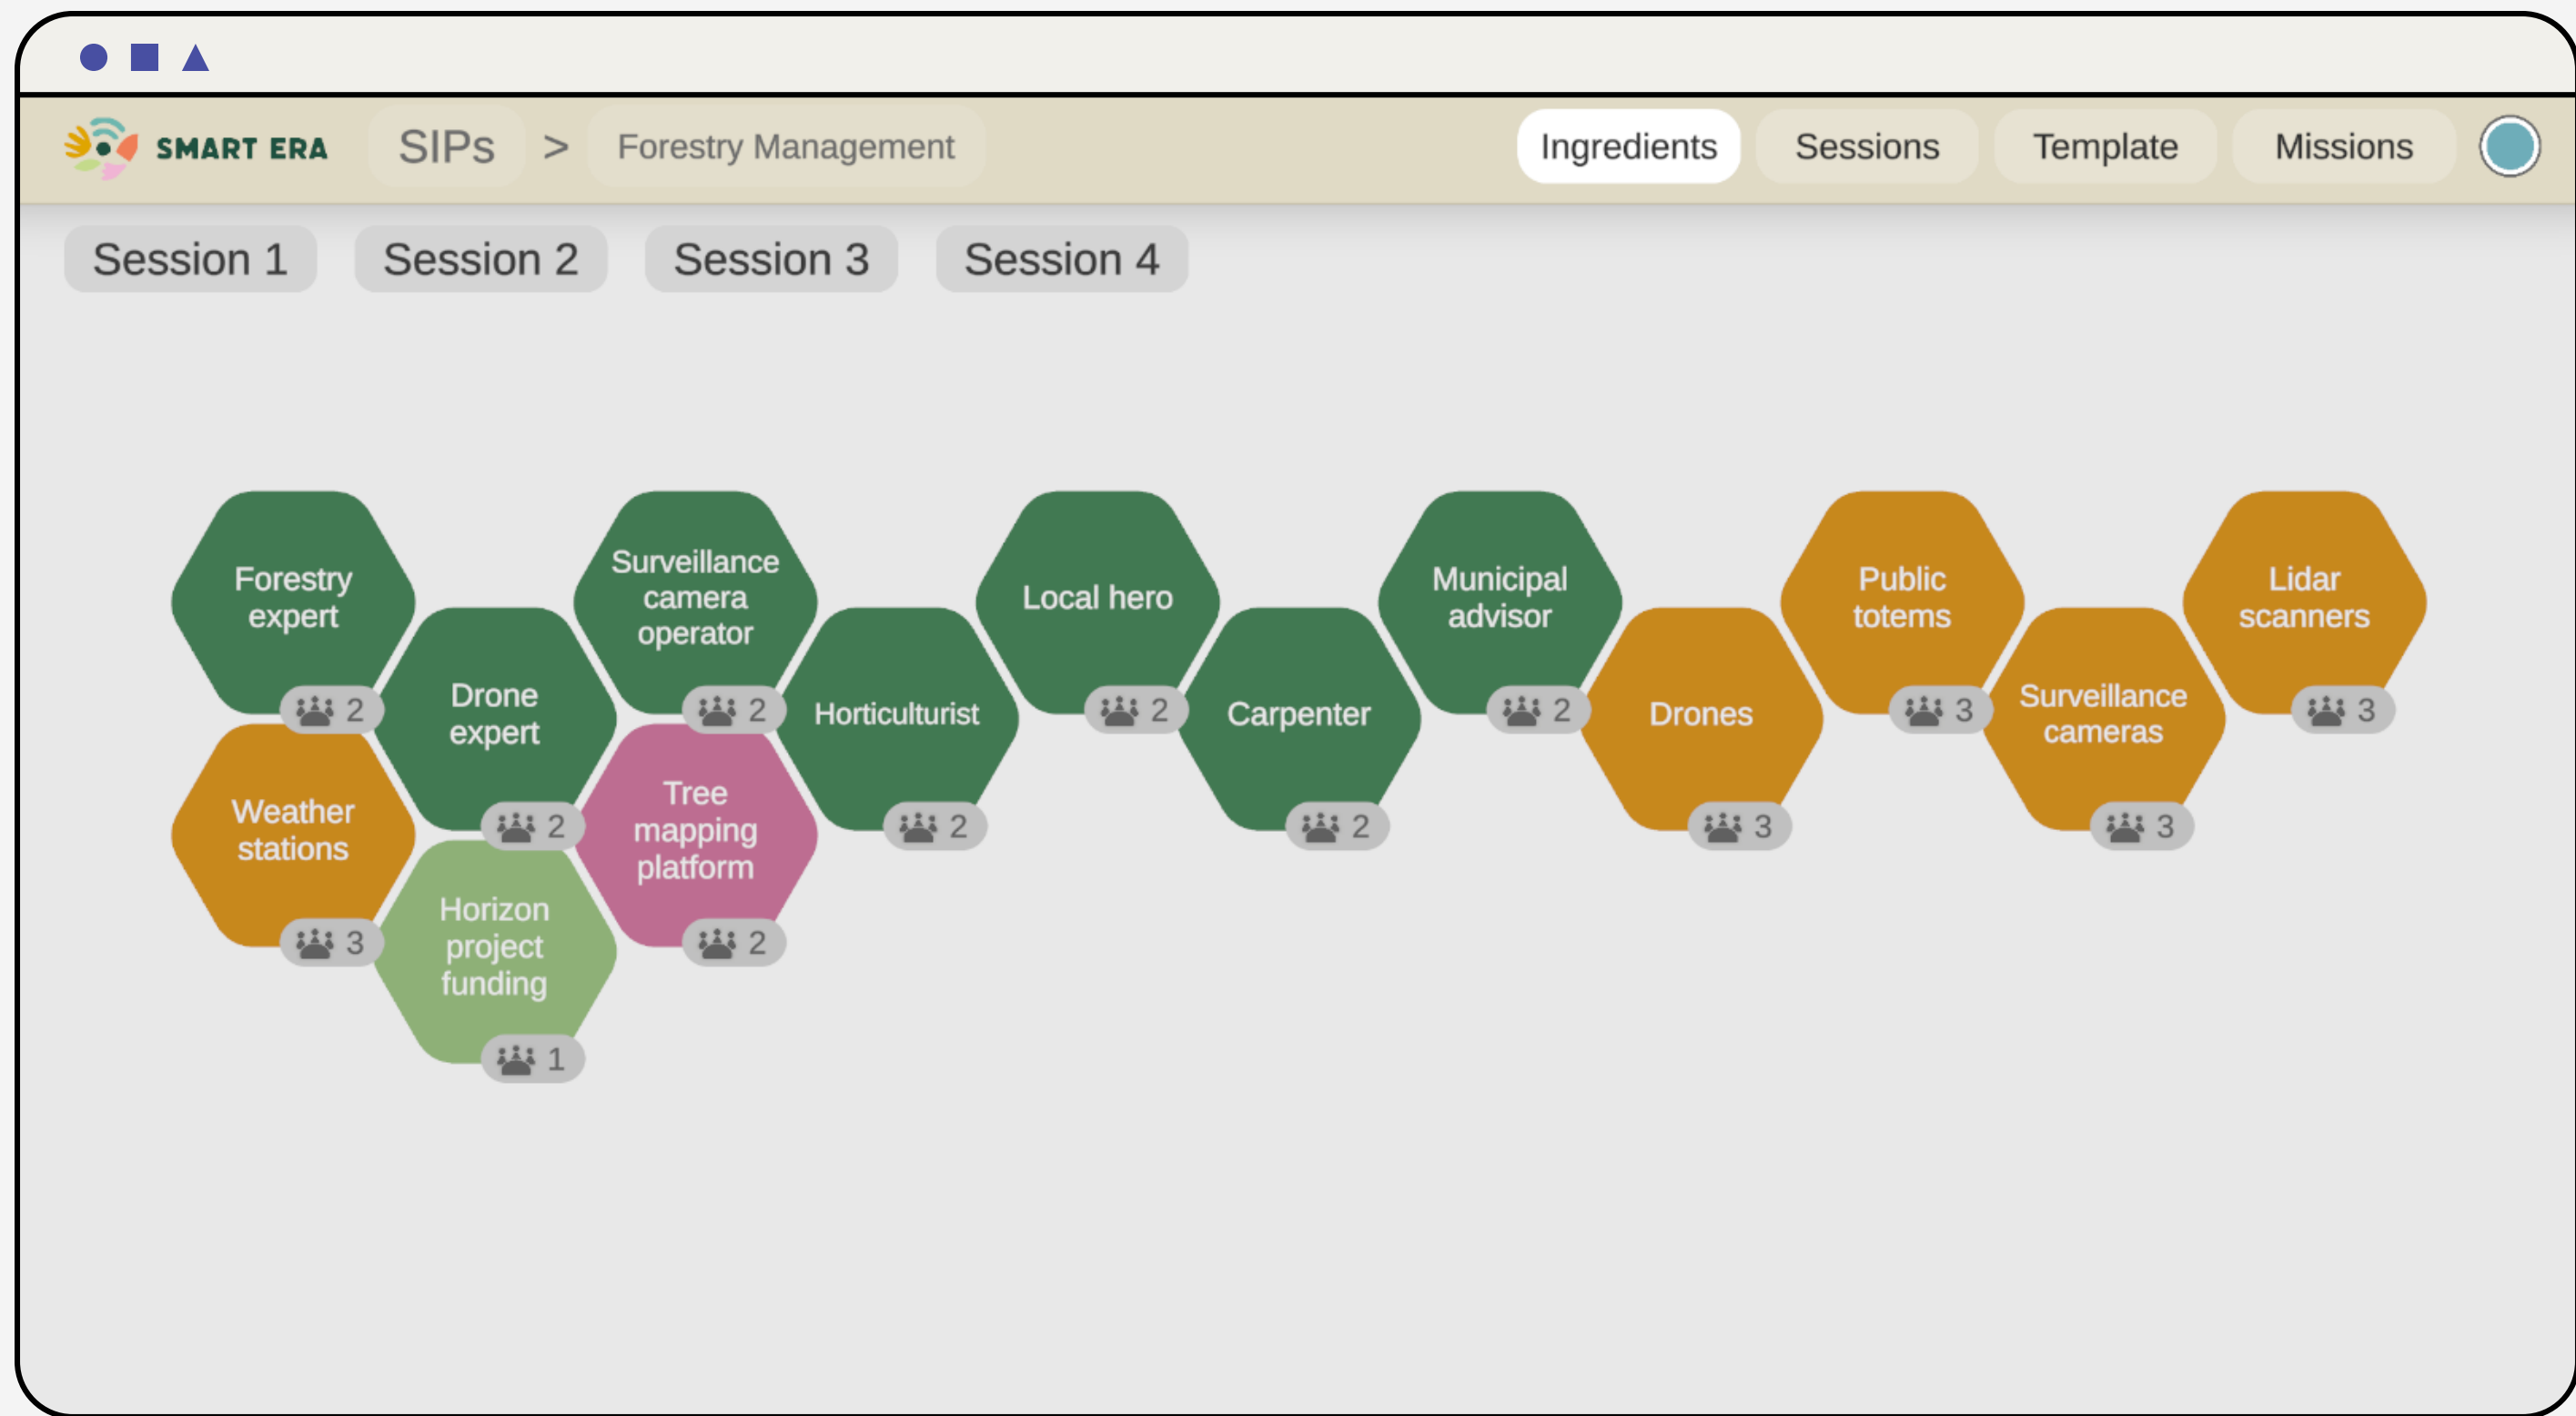 SMART ERA
SIPs > Forestry Management
Ingredients
Sessions
Template
Missions
Session 1
Session 2
Session 3
Session 4
Forestry
expert
2
Drone
expert
2
Surveillance
camera
operator
2
Horticulturist
2
Local hero
2
Carpenter
2
Municipal
advisor
2
Drones
3
Public
totems
3
Surveillance
cameras
3
Lidar
scanners
3
Weather
stations
3
Horizon
project
funding
1
Tree
mapping
platform
2